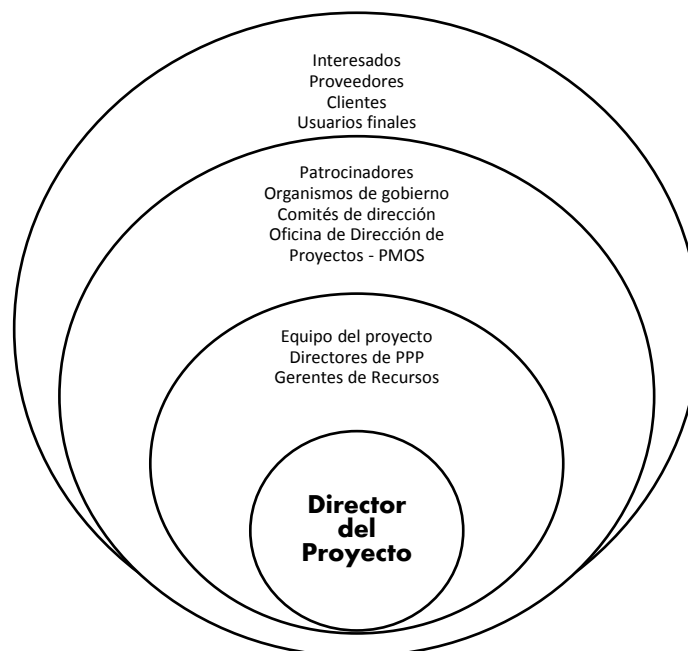 Interesados
Proveedores
Clientes
Usuarios finales
Patrocinadores
Organismos de gobierno
Comités de dirección
Oficina de Dirección de
Proyectos - PMOS
Equipo del proyecto
Directores de PPP
Gerentes de Recursos
Director
del
Proyecto